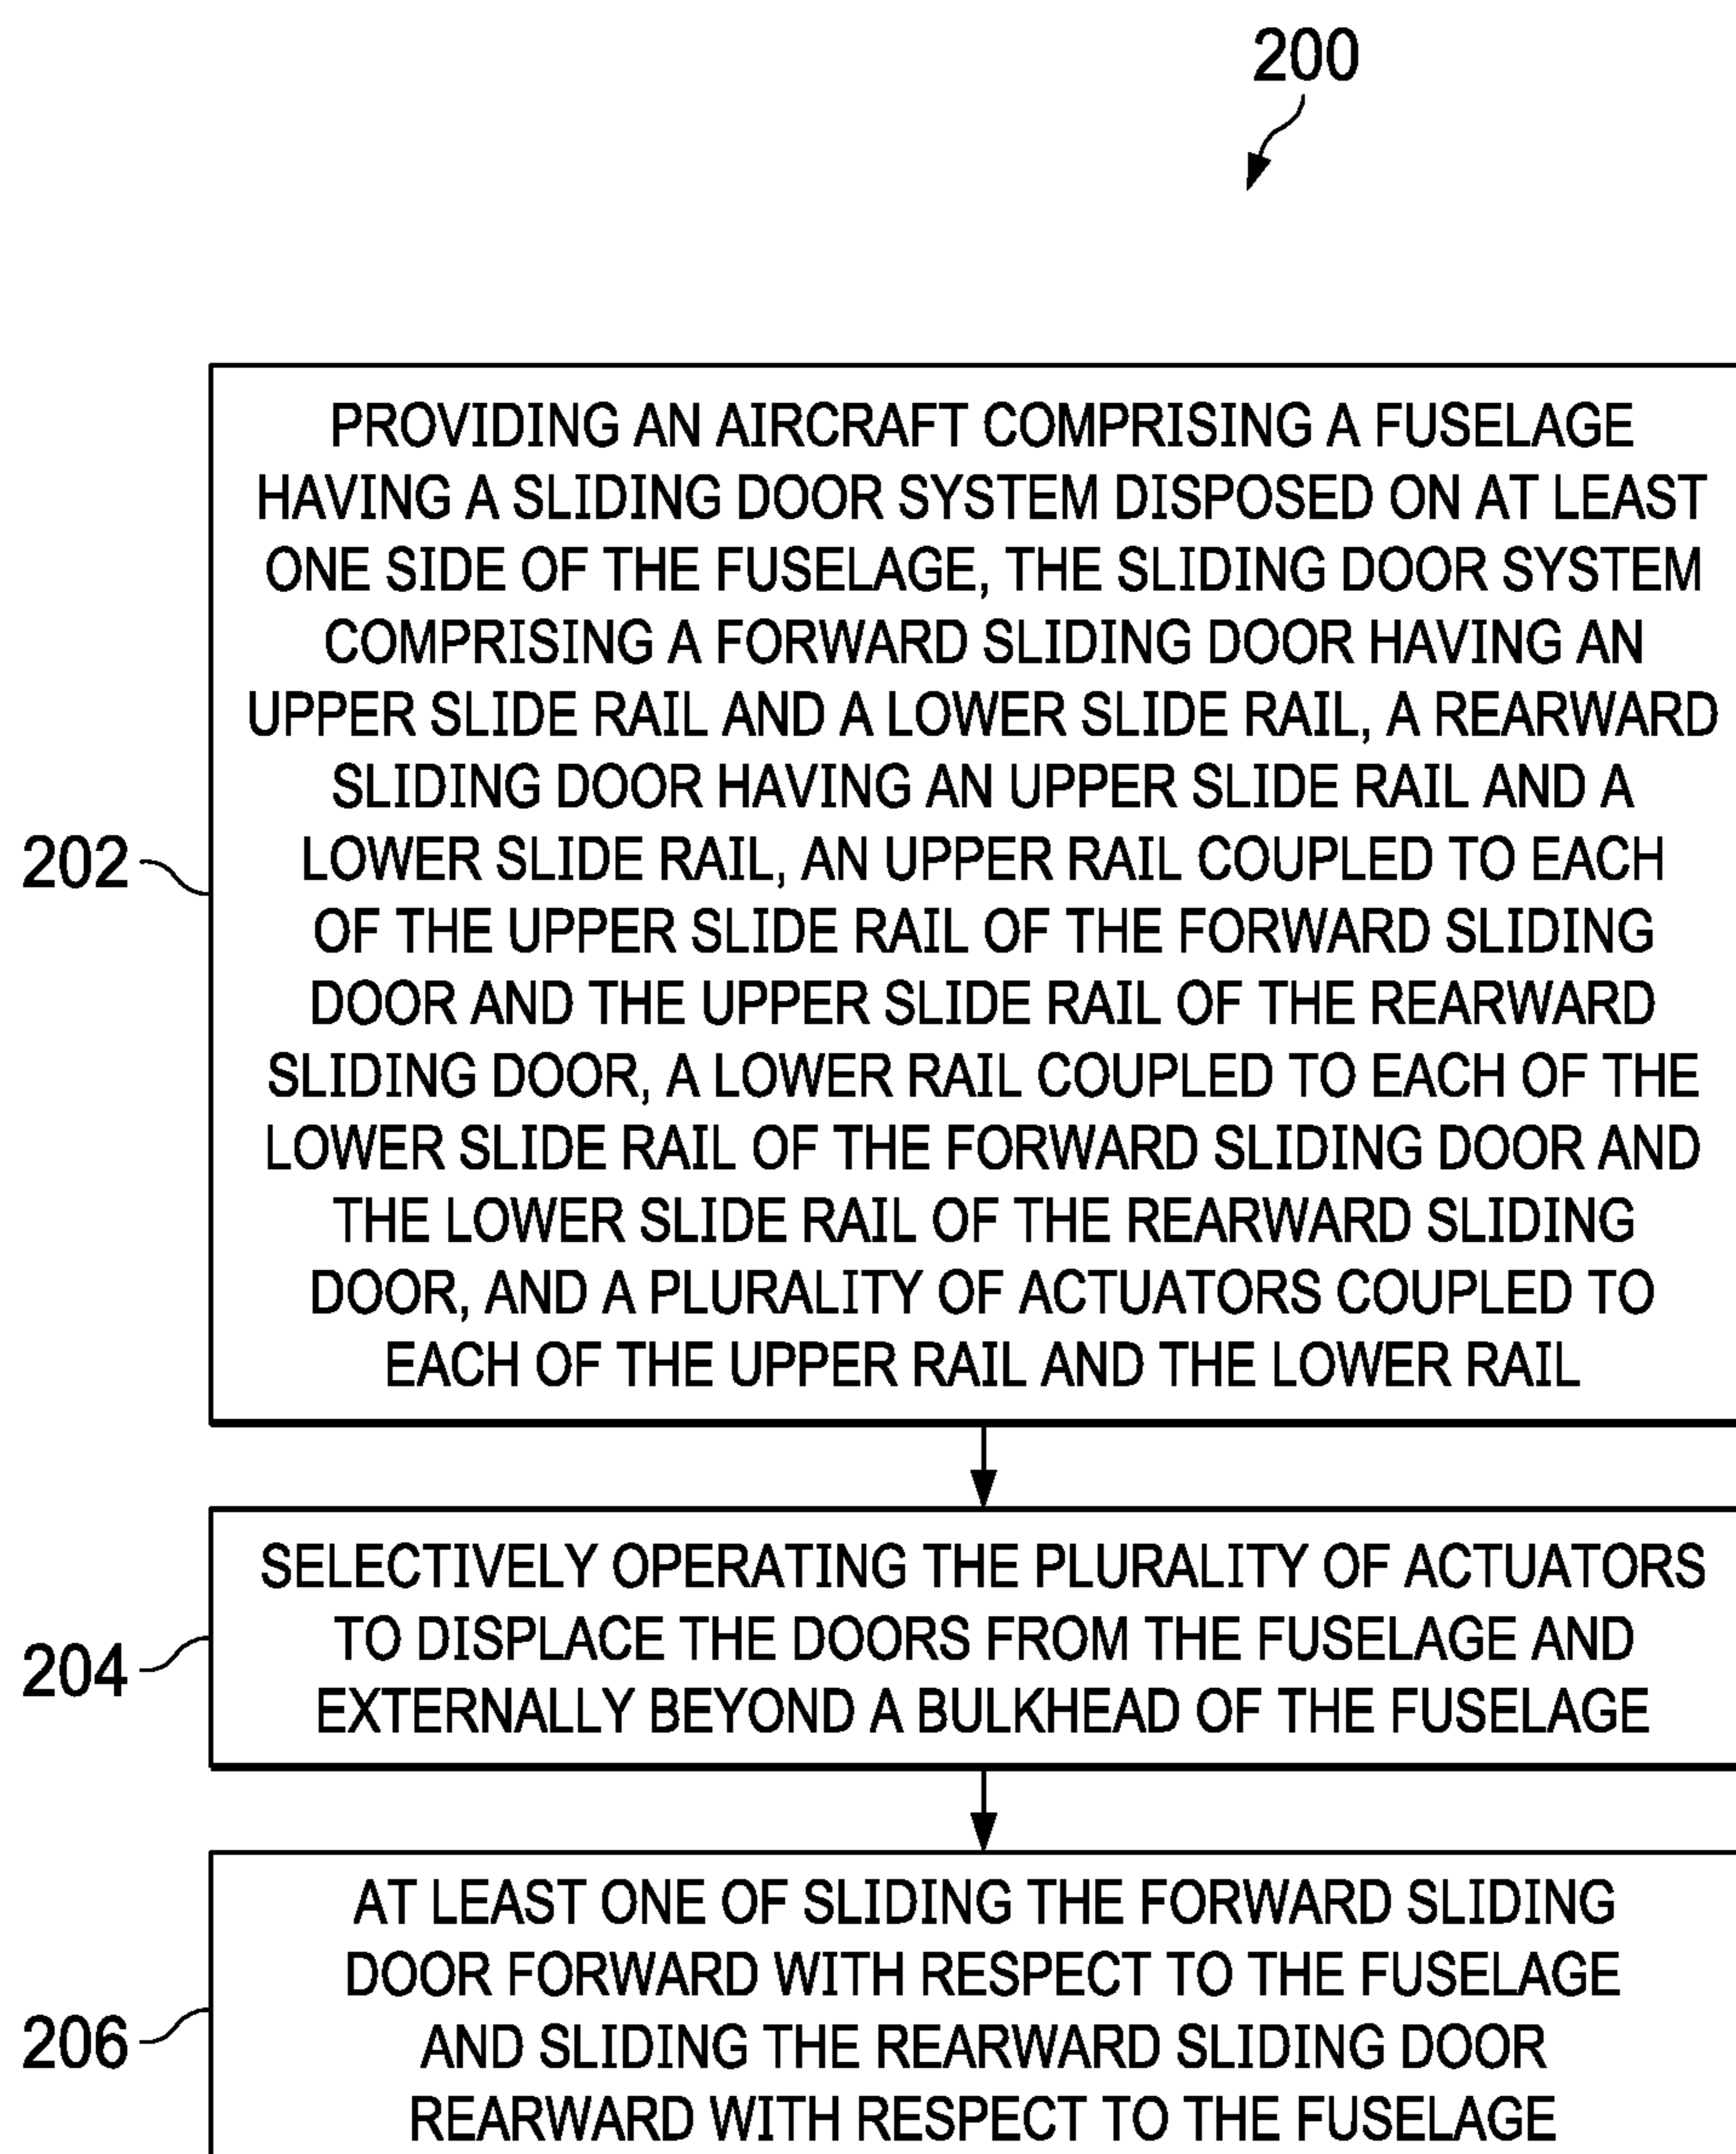 200
PROVIDING AN AIRCRAFT COMPRISING A FUSELAGE
HAVING A SLIDING DOOR SYSTEM DISPOSED ON AT LEAST
ONE SIDE OF THE FUSELAGE, THE SLIDING DOOR SYSTEM
COMPRISING A FORWARD SLIDING DOOR HAVING AN
UPPER SLIDE RAIL AND A LOWER SLIDE RAIL, A REARWARD
SLIDING DOOR HAVING AN UPPER SLIDE RAIL AND A
LOWER SLIDE RAIL, AN UPPER RAIL COUPLED TO EACH
OF THE UPPER SLIDE RAIL OF THE FORWARD SLIDING
DOOR AND THE UPPER SLIDE RAIL OF THE REARWARD
SLIDING DOOR, A LOWER RAIL COUPLED TO EACH OF THE
LOWER SLIDE RAIL OF THE FORWARD SLIDING DOOR AND
THE LOWER SLIDE RAIL OF THE REARWARD SLIDING
DOOR, AND A PLURALITY OF ACTUATORS COUPLED TO
EACH OF THE UPPER RAIL AND THE LOWER RAIL
202
SELECTIVELY OPERATING THE PLURALITY OF ACTUATORS
TO DISPLACE THE DOORS FROM THE FUSELAGE AND
EXTERNALLY BEYOND A BULKHEAD OF THE FUSELAGE
204
AT LEAST ONE OF SLIDING THE FORWARD SLIDING
DOOR FORWARD WITH RESPECT TO THE FUSELAGE
AND SLIDING THE REARWARD SLIDING DOOR
REARWARD WITH RESPECT TO THE FUSELAGE
206